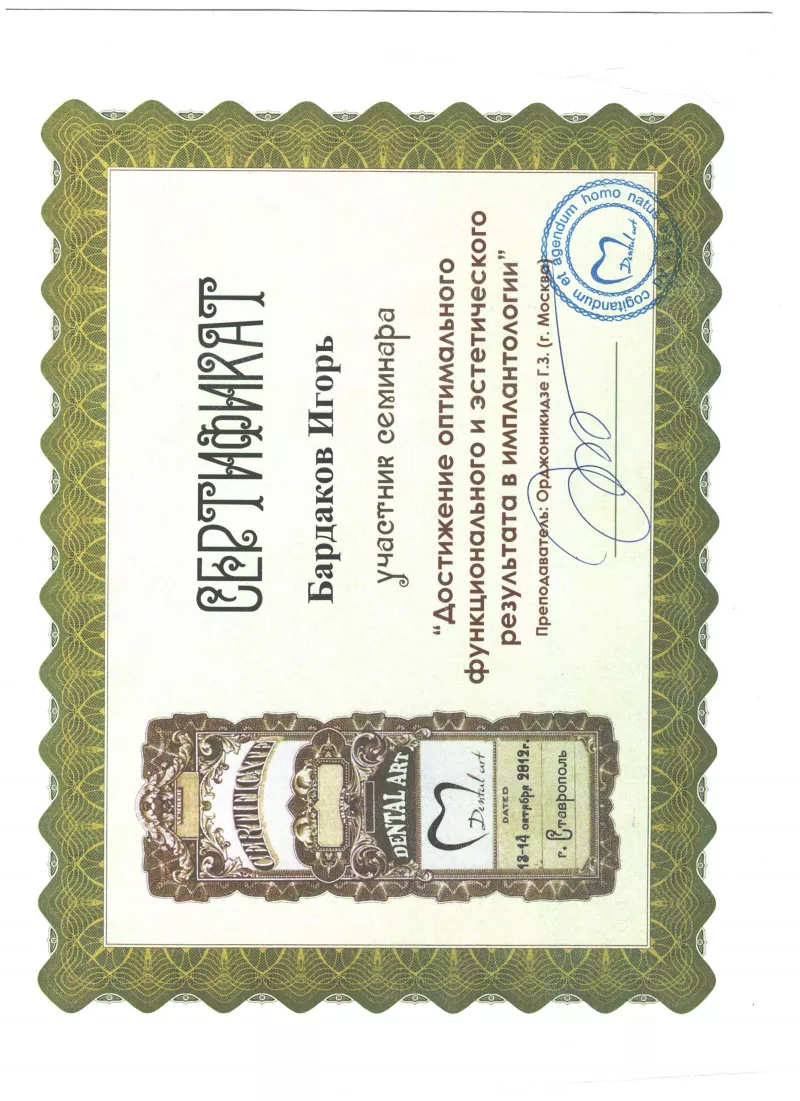 СЕРТИФИКАТ
Бардаков Игорь
участник семинара
“Достижение оптимального
функционального и эстетического
результата в имплантологии”
Преподаватель: Орджоникидзе Г.З. (г. Москва)
cogitandum et agendum homo natus
Dental art
CERTIFICATE
DENTAL ART
Dental art
DATED
13-14 октября 2012г.
г. Ставрополь